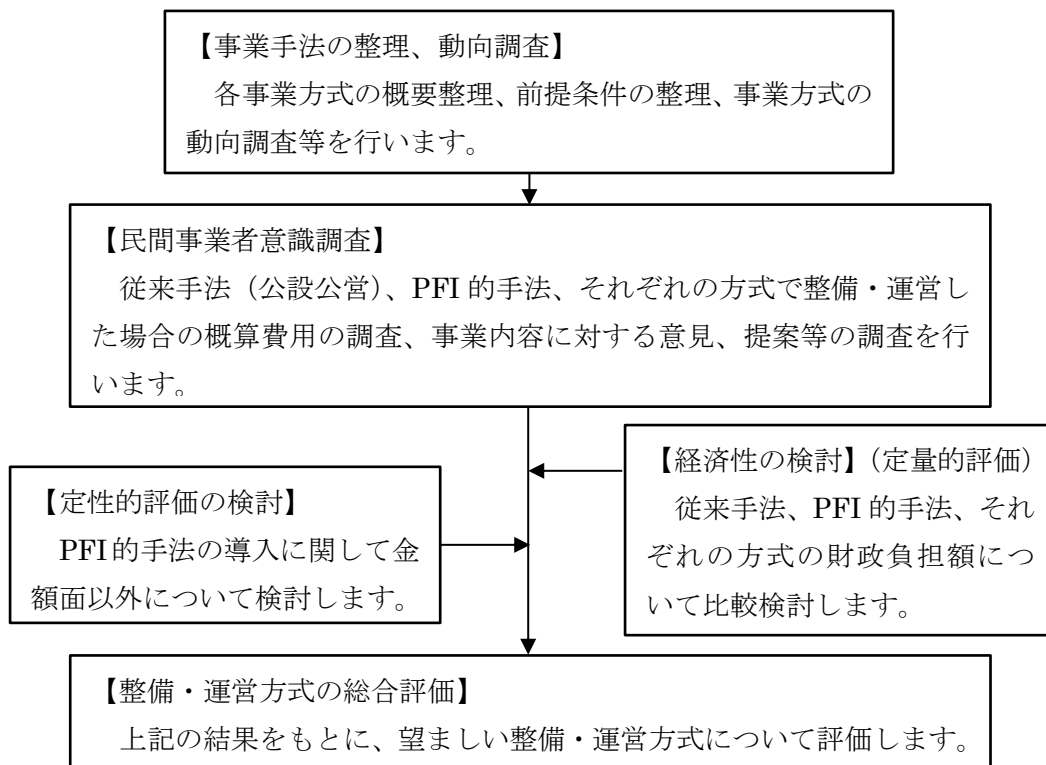 【事業手法の整理、動向調査】
各事業方式の概要整理、前提条件の整理、事業方式の
動向調査等を行います。
【民間事業者意識調査】
従来手法（公設公営）、PFI 的手法、それぞれの方式で整備・運営し
た場合の概算費用の調査、事業内容に対する意見、提案等の調査を行
います。
【経済性の検討】（定量的評価）
従来手法、PFI 的手法、それ
ぞれの方式の財政負担額につ
いて比較検討します。
【定性的評価の検討】
PFI 的手法の導入に関して金
額面以外について検討します。
【整備・運営方式の総合評価】
上記の結果をもとに、望ましい整備・運営方式について評価します。